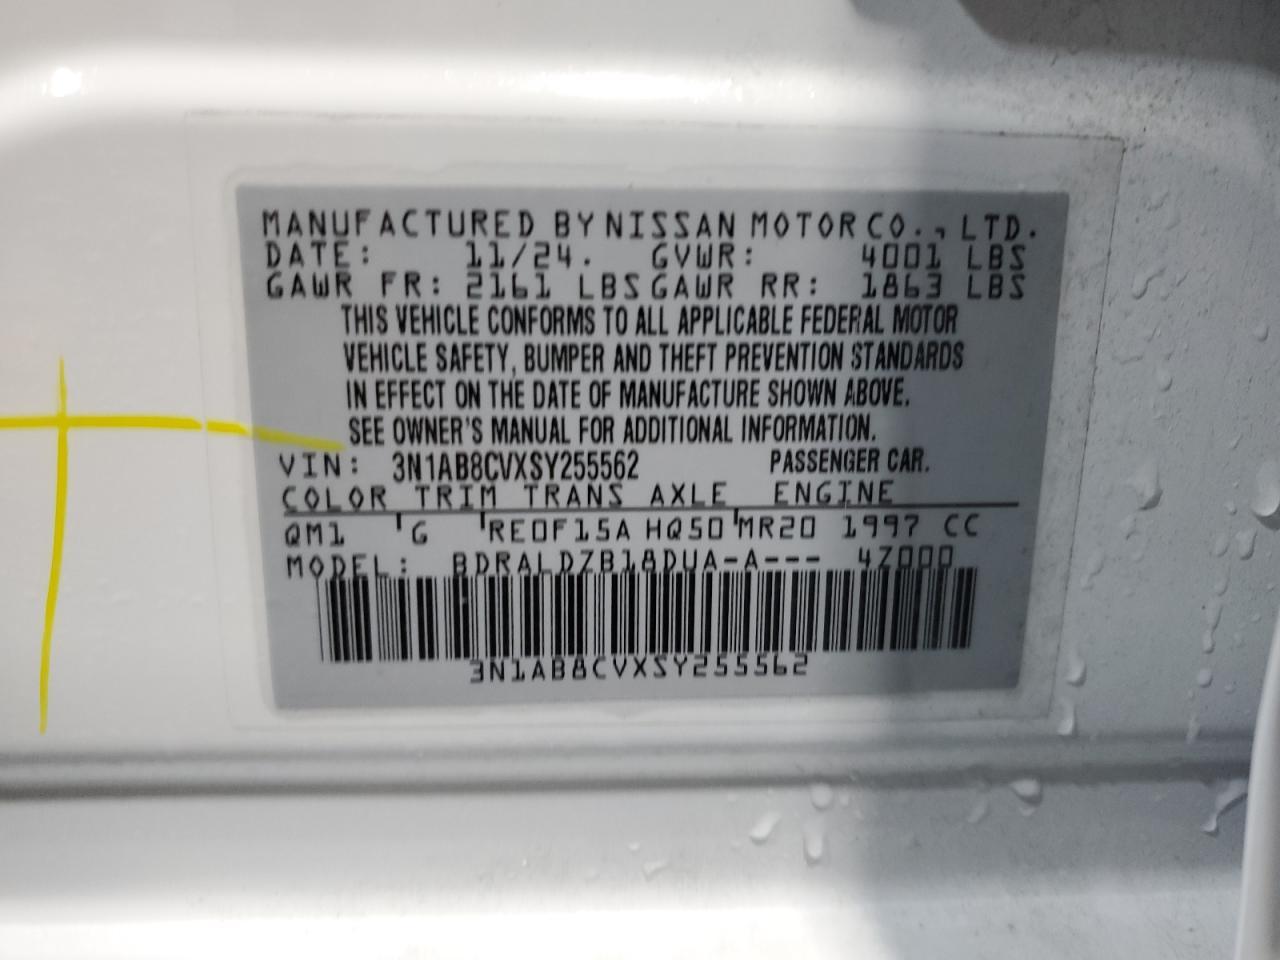 MANUFACTURED BY NISSAN MOTOR CO., LTD.
DATE: 11/24. GVWR: 4001 LBS
GAWR FR: 2161 LBS GAWR RR: 1863 LBS
THIS VEHICLE CONFORMS TO ALL APPLICABLE FEDERAL MOTOR
VEHICLE SAFETY, BUMPER AND THEFT PREVENTION STANDARDS
IN EFFECT ON THE DATE OF MANUFACTURE SHOWN ABOVE.
SEE OWNER'S MANUAL FOR ADDITIONAL INFORMATION.
VIN: 3N1AB8CVXSY255562 PASSENGER CAR.
COLOR TRIM TRANS AXLE ENGINE
QM1 G RE0F15A HQ50 MR20 1997 CC
MODEL: BDRALDZB18DUA-A--- 4Z000
3N1AB8CVXSY255562